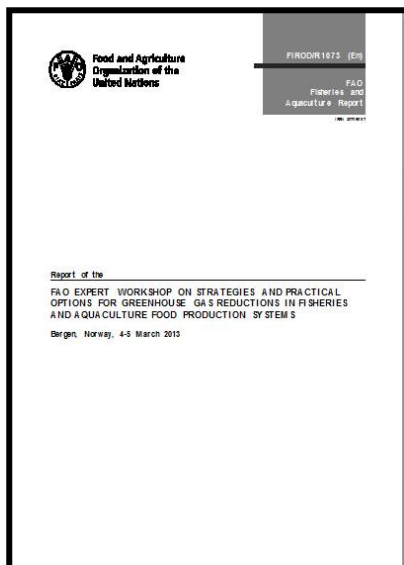 Food and Agriculture
Organization of the
United Nations
FIROD/R1073 (En)
FAO
Fisheries and
Aquaculture Report
Report of the
FAO EXPERT WORKSHOP ON STRATEGIES AND PRACTICAL
OPTIONS FOR GREENHOUSE GAS REDUCTIONS IN FISHERIES
AND AQUACULTURE FOOD PRODUCTION SYSTEMS
Bergen, Norway, 4-5 March 2013